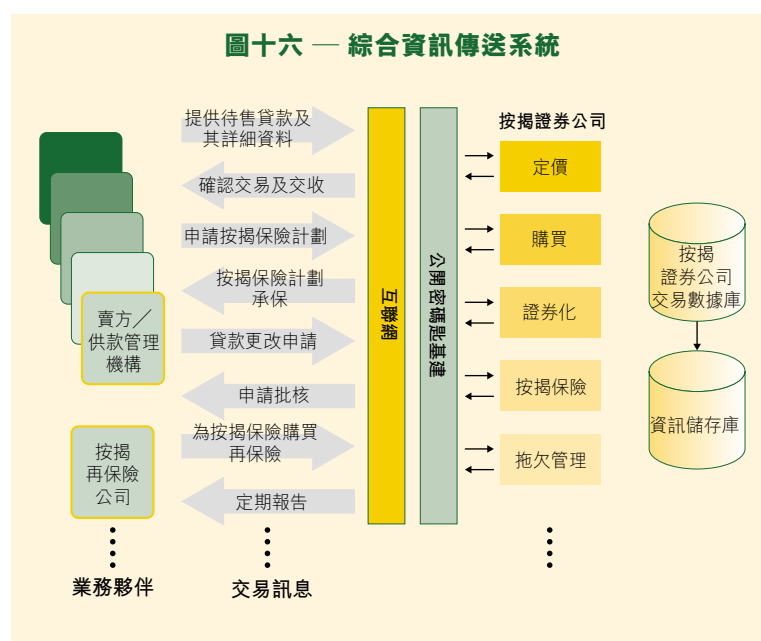 圖十六 — 綜合資訊傳送系統
提供待售貸款及
其詳細資料
確認交易及交收
申請按揭保險計劃
按揭保險計劃
承保
貸款更改申請
申請批核
為按揭保險購買
再保險
定期報告
賣方／
供款管理
機構
按揭
再保險
公司
業務夥伴
交易訊息
互聯網
公開密碼匙基建
按揭證券公司
定價
購買
證券化
按揭保險
拖欠管理
按揭
證券公司
交易數據庫
資訊儲存庫